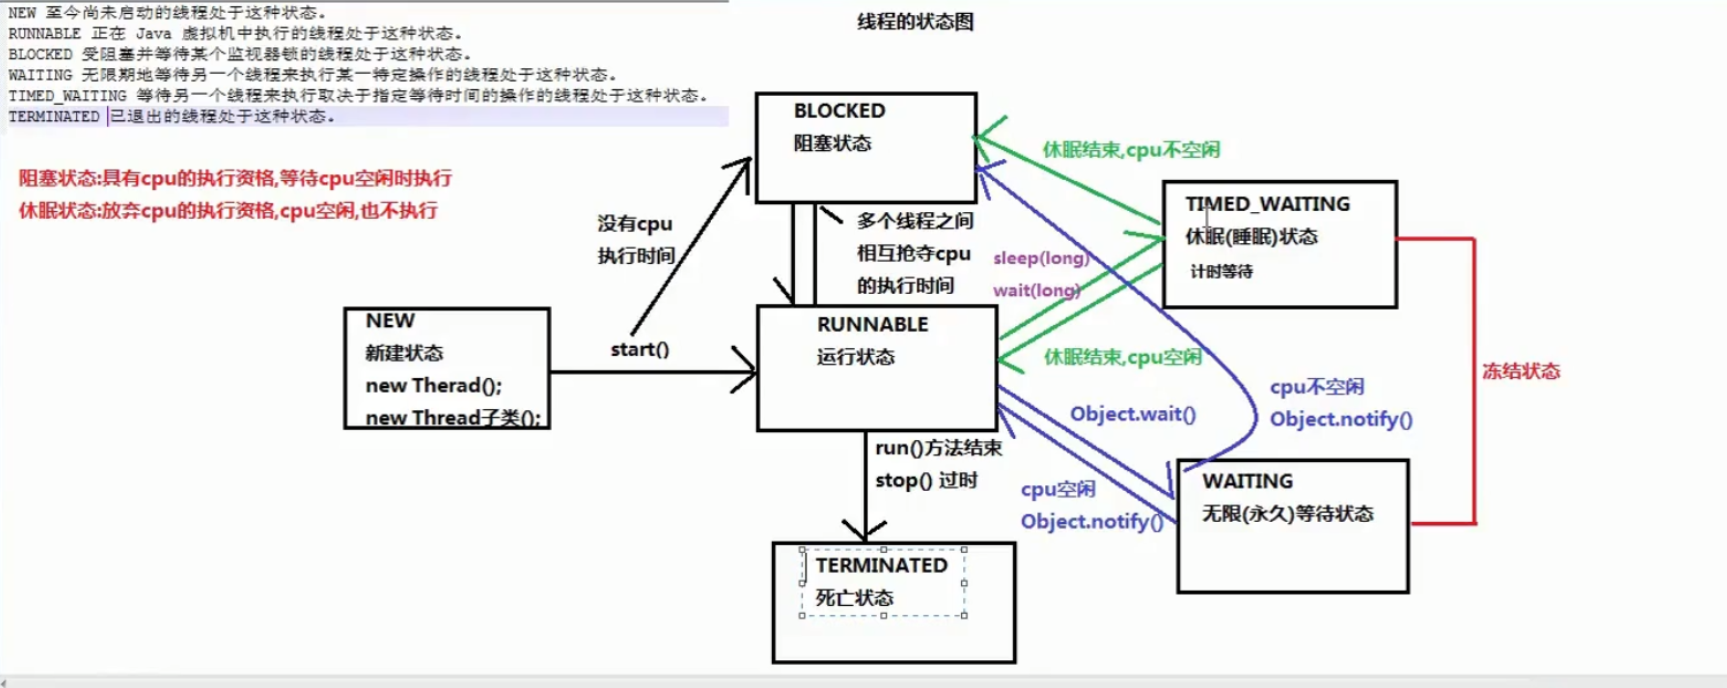 NEW 至今尚未启动的线程处于这种状态。
RUNNABLE 正在 Java 虚拟机中执行的线程处于这种状态。
BLOCKED 受阻塞并等待某个监视器锁的线程处于这种状态。
WAITING 无限期地等待另一个线程来执行某一特定操作的线程处于这种状态。
TIMED_WAITING 等待另一个线程来执行取决于指定等待时间的操作的线程处于这种状态。
TERMINATED 已退出的线程处于这种状态。
线程的状态图
阻塞状态:具有cpu的执行资格,等待cpu空闲时执行
休眠状态:放弃cpu的执行资格,cpu空闲,也不执行
BLOCKED
阻塞状态
休眠结束,cpu不空闲
TIMED_WAITING
休眠(睡眠)状态
计时等待
没有cpu
执行时间
多个线程之间
相互抢夺cpu
的执行时间
sleep(long)
wait(long)
NEW
新建状态
new Therad();
new Thread子类();
start()
RUNNABLE
运行状态
休眠结束,cpu空闲
冻结状态
cpu不空闲
Object.notify()
Object.wait()
run()方法结束
stop() 过时
cpu空闲
Object.notify()
WAITING
无限(永久)等待状态
TERMINATED
死亡状态